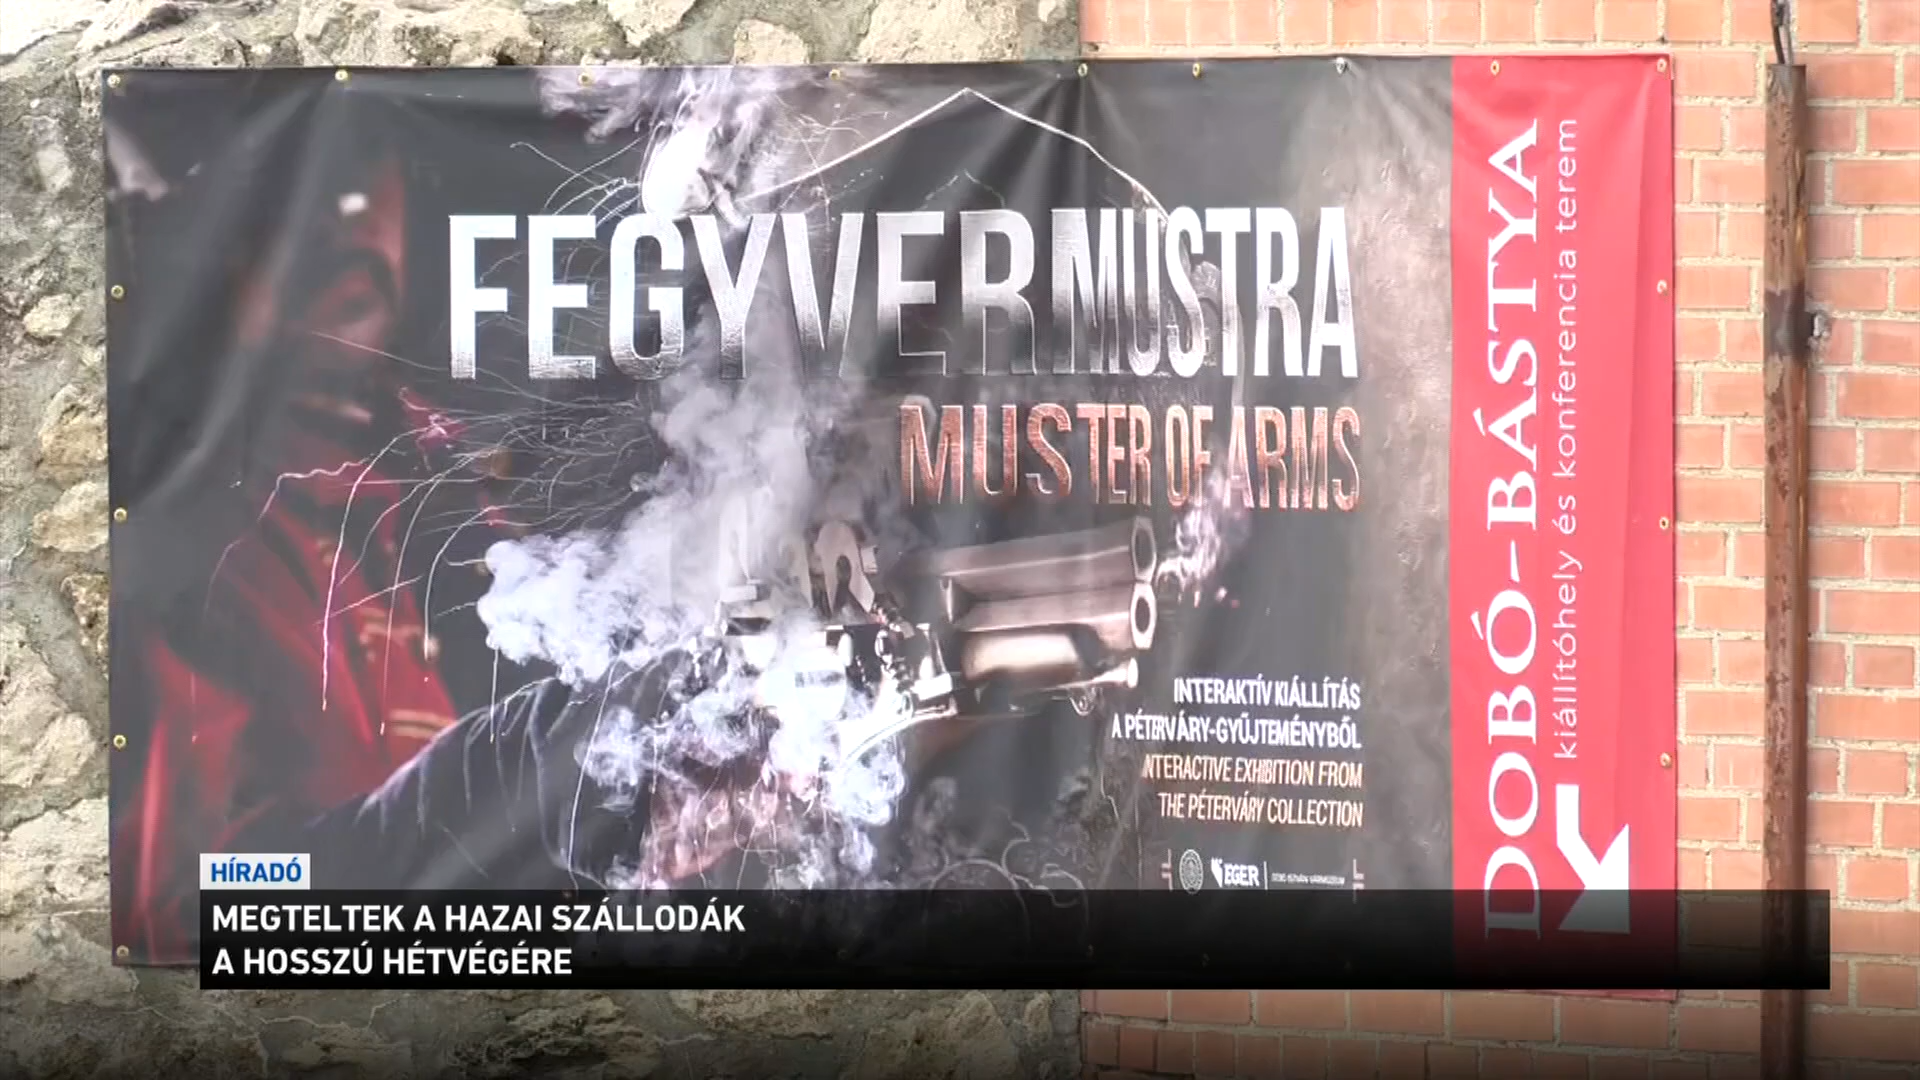 FEGYVERMUSTRA
MUSTER OF ARMS
INTERAKTÍV KIÁLLÍTÁS
A PÉTERVÁRY-GYŰJTEMÉNYBŐL
INTERACTIVE EXHIBITION FROM
THE PÉTERVÁRY COLLECTION
EGER
DOBÓ-BÁSTYA
kiállítóhely és konferencia terem
HÍRADÓ
MEGTELTEK A HAZAI SZÁLLODÁK
A HOSSZÚ HÉTVÉGÉRE